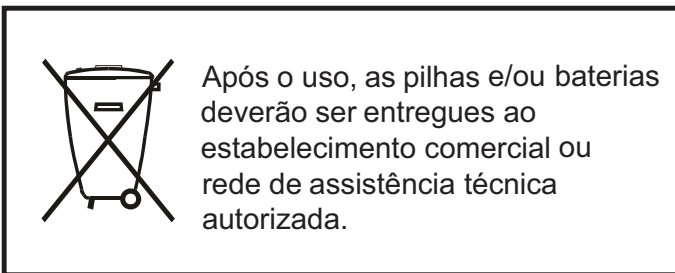 Após o uso, as pilhas e/ou baterias
deverão ser entregues ao
estabelecimento comercial ou
rede de assistência técnica
autorizada.